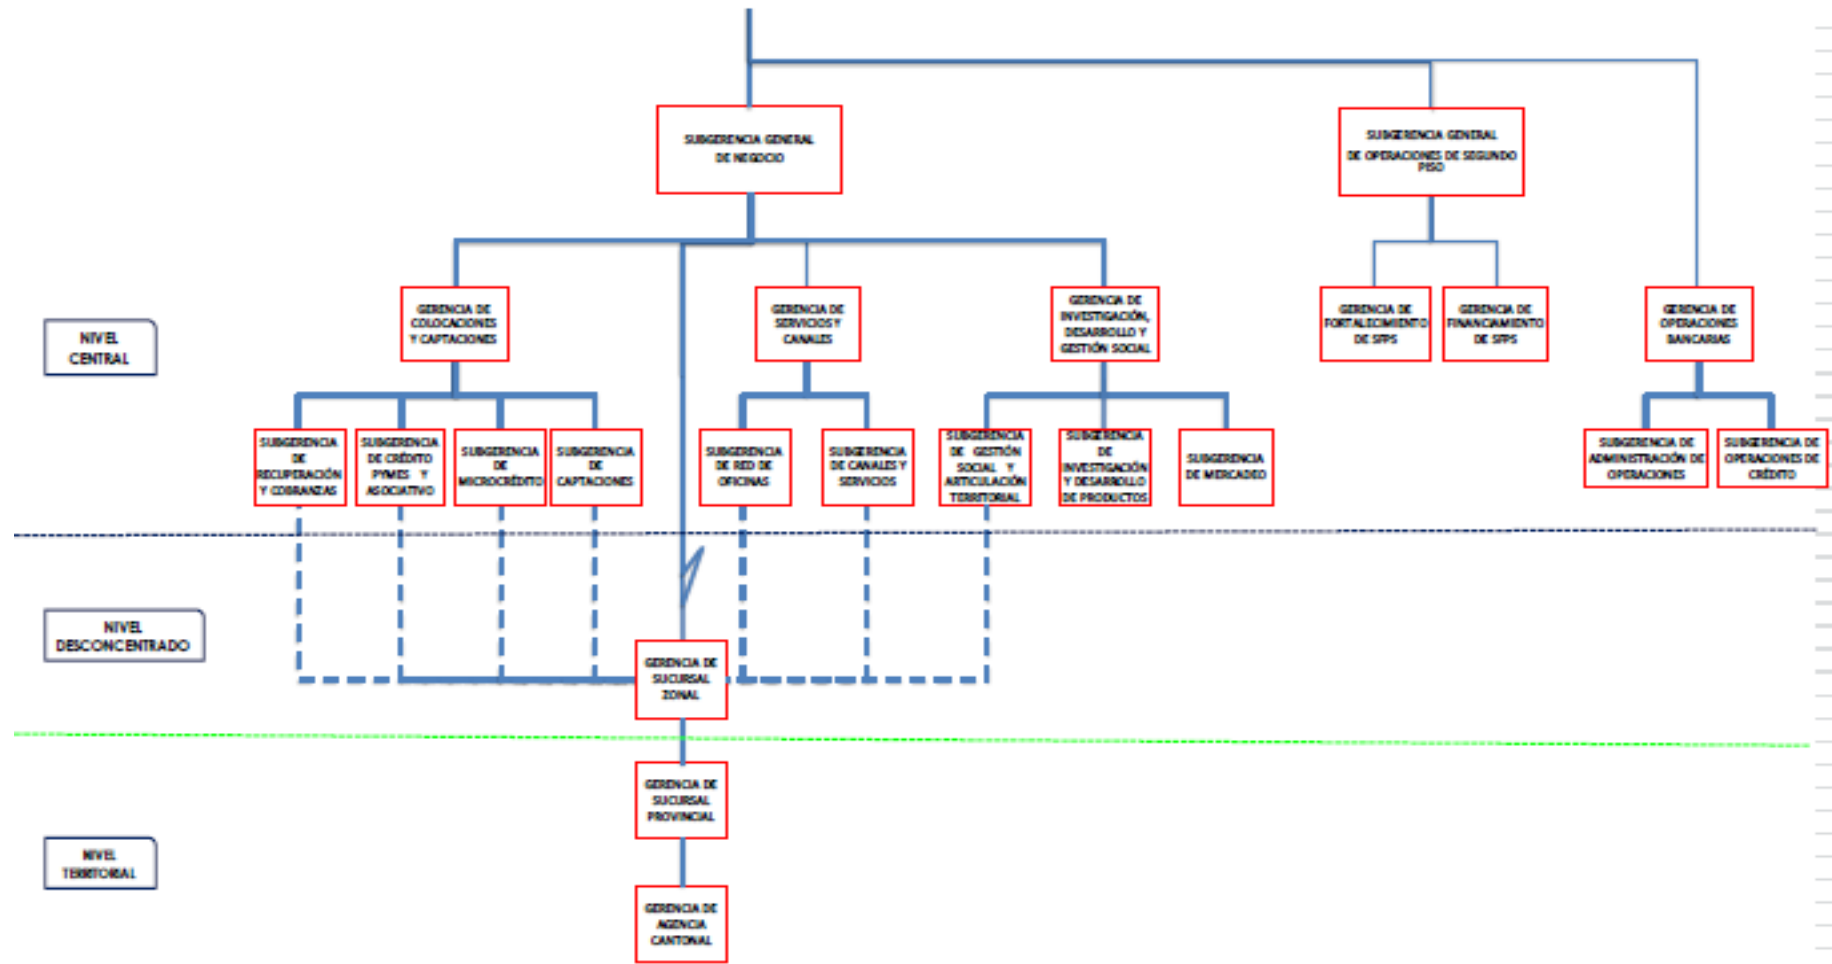 SUBGERENCIA GENERAL
DE NEGOCIO
SUBGERENCIA GENERAL
DE OPERACIONES DE SEGUNDO
PISO
NIVEL
CENTRAL
GERENCIA DE
COLOCACIONES
Y CAPTACIONES
GERENCIA DE
SERVICIOS Y
CANALES
GERENCIA DE
INVESTIGACIÓN,
DESARROLLO Y
GESTIÓN SOCIAL
GERENCIA DE
FORTALECIMIENTO
DE SFPS
GERENCIA DE
FINANCIAMIENTO
DE SFPS
GERENCIA DE
OPERACIONES
BANCARIAS
SUBGERENCIA
DE
RECUPERACIÓN
Y COBRANZAS
SUBGERENCIA
DE CRÉDITO
PYMES Y
ASOCIATIVO
SUBGERENCIA
DE
MICROCRÉDITO
SUBGERENCIA
DE
CAPTACIONES
SUBGERENCIA
DE RED DE
OFICINAS
SUBGERENCIA
DE CANALES Y
SERVICIOS
SUBGERENCIA
DE GESTIÓN
SOCIAL Y
ARTICULACIÓN
TERRITORIAL
SUBGERENCIA
DE
INVESTIGACIÓN
Y DESARROLLO
DE PRODUCTOS
SUBGERENCIA
DE MERCADEO
SUBGERENCIA DE
ADMINISTRACIÓN DE
OPERACIONES
SUBGERENCIA DE
OPERACIONES DE
CRÉDITO
NIVEL
DESCONCENTRADO
GERENCIA DE
SUCURSAL
ZONAL
GERENCIA DE
SUCURSAL
PROVINCIAL
NIVEL
TERRITORIAL
GERENCIA DE
AGENCIA
CANTONAL